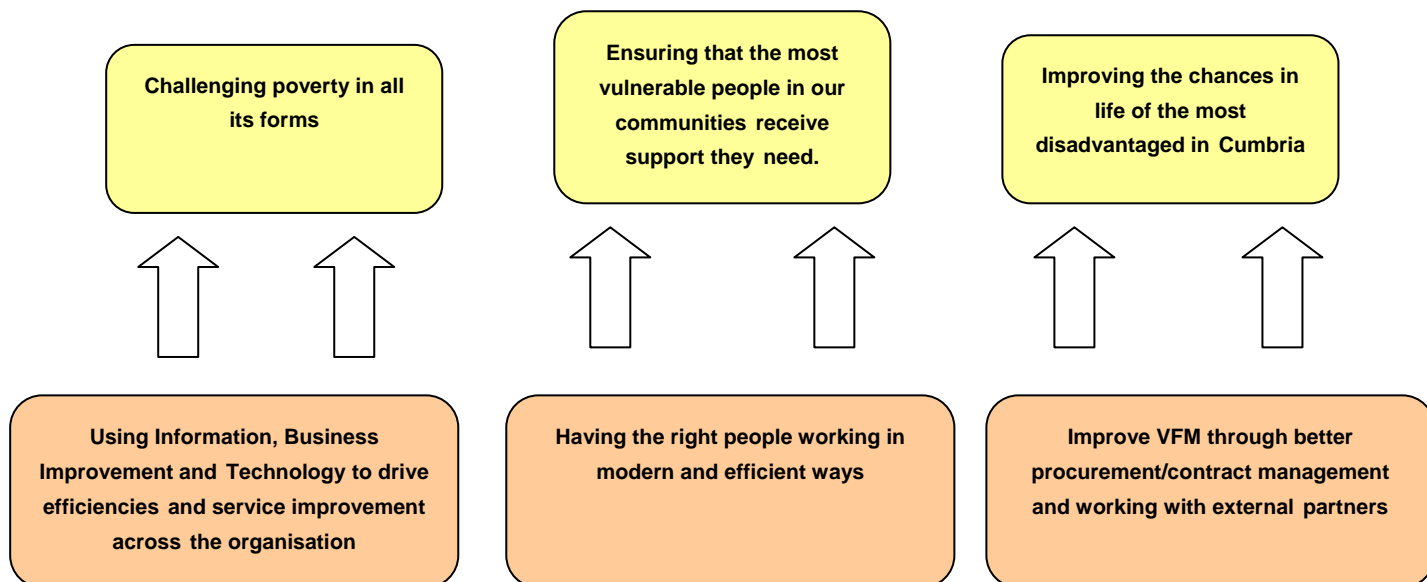 Challenging poverty in all
its forms
Ensuring that the most
vulnerable people in our
communities receive
support they need.
Improving the chances in
life of the most
disadvantaged in Cumbria
Using Information, Business
Improvement and Technology to drive
efficiencies and service improvement
across the organisation
Having the right people working in
modern and efficient ways
Improve VFM through better
procurement/contract management
and working with external partners